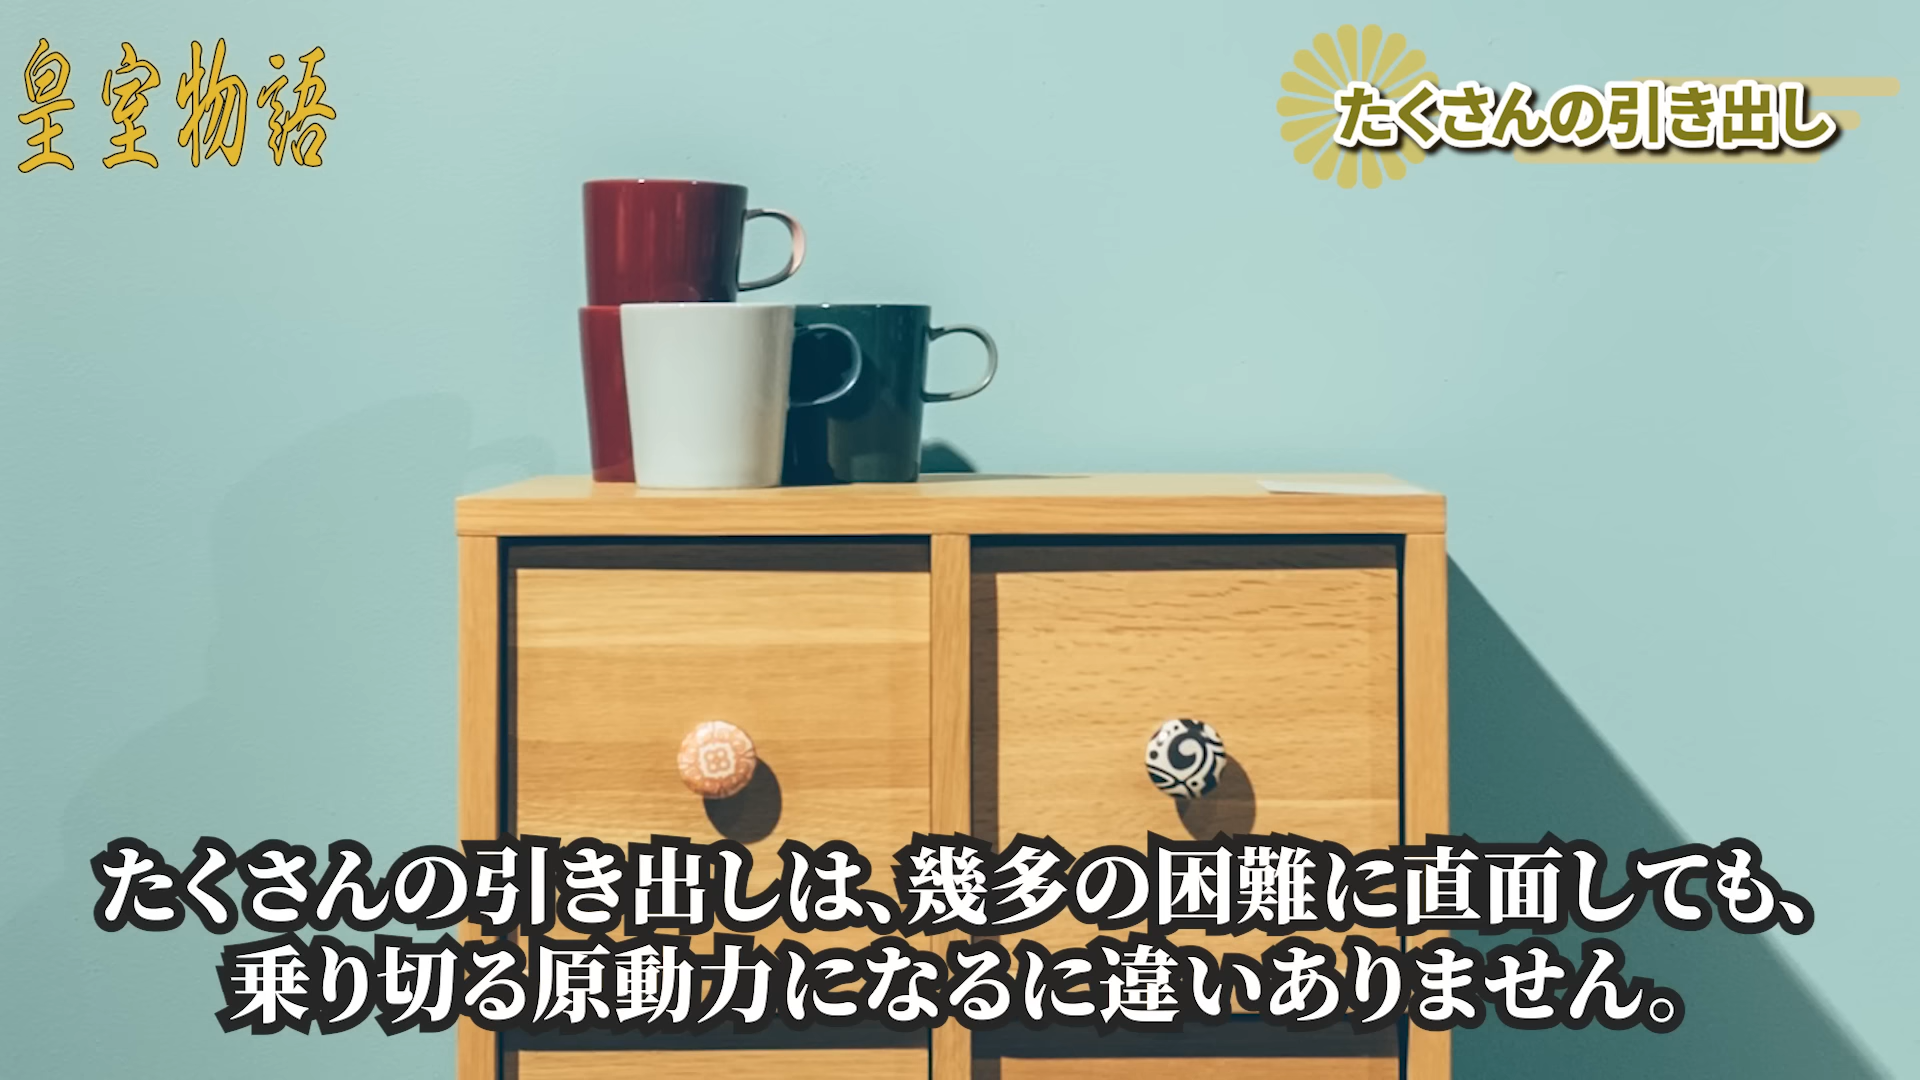 皇室物語
たくさんの引き出し
たくさんの引き出しは、幾多の困難に直面しても、
乗り切る原動力になるに違いありません。